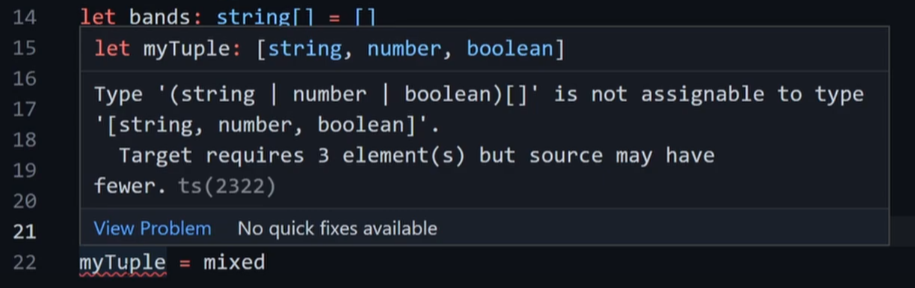 14 let bands: string[] = []
15 let myTuple: [string, number, boolean]
16 Type '(string | number | boolean)[]' is not assignable to type
17 '[string, number, boolean]'.
18 Target requires 3 element(s) but source may have
19 fewer. ts(2322)
20
21 View Problem No quick fixes available
22 myTuple = mixed